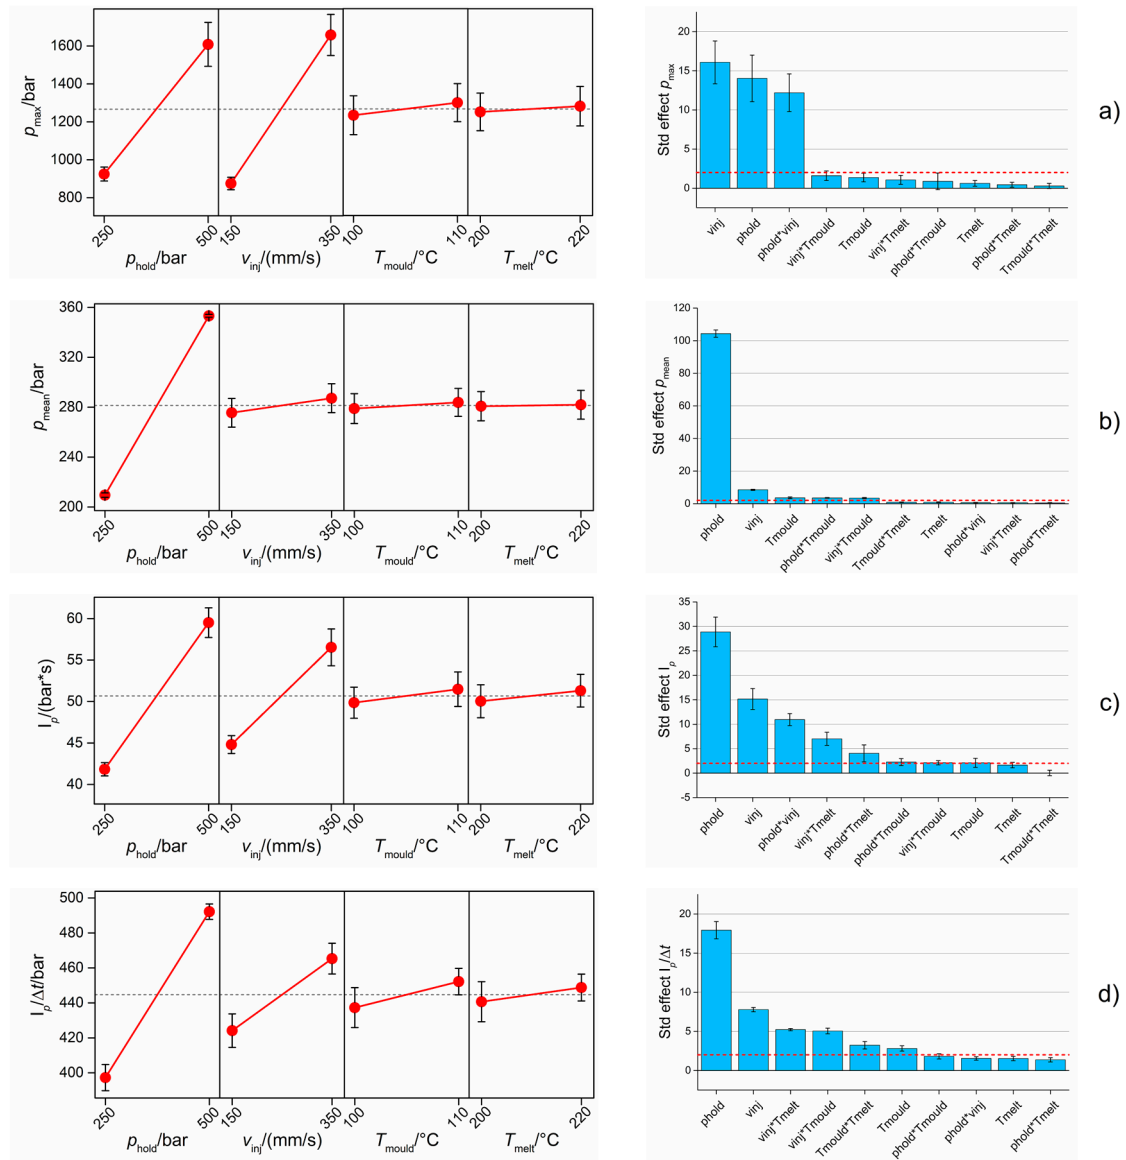 p_max/bar
1600
1400
1200
1000
800
250 500 150 350 100 110 200 220
p_hold/bar v_inj/(mm/s) T_mould/°C T_melt/°C
Std effect p_max
20
15
10
5
0
vinj phold phold*vinj vinj*Tmould Tmould vinj*Tmelt phold*Tmould Tmelt phold*Tmelt Tmould*Tmelt
a)
p_mean/bar
360
320
280
240
200
250 500 150 350 100 110 200 220
p_hold/bar v_inj/(mm/s) T_mould/°C T_melt/°C
Std effect p_mean
120
100
80
60
40
20
0
phold vinj Tmould phold*Tmould vinj*Tmould Tmould*Tmelt Tmelt phold*vinj vinj*Tmelt phold*Tmelt
b)
I_p/(bar*s)
60
55
50
45
40
250 500 150 350 100 110 200 220
p_hold/bar v_inj/(mm/s) T_mould/°C T_melt/°C
Std effect I_p
35
30
25
20
15
10
5
0
-5
phold vinj phold*vinj vinj*Tmelt phold*Tmelt phold*Tmould vinj*Tmould Tmould Tmelt Tmould*Tmelt
c)
I_p/Δt/bar
500
480
460
440
420
400
250 500 150 350 100 110 200 220
p_hold/bar v_inj/(mm/s) T_mould/°C T_melt/°C
Std effect I_p/Δt
20
15
10
5
0
phold vinj vinj*Tmelt vinj*Tmould Tmould*Tmelt Tmould phold*Tmould phold*vinj Tmelt phold*Tmelt
d)